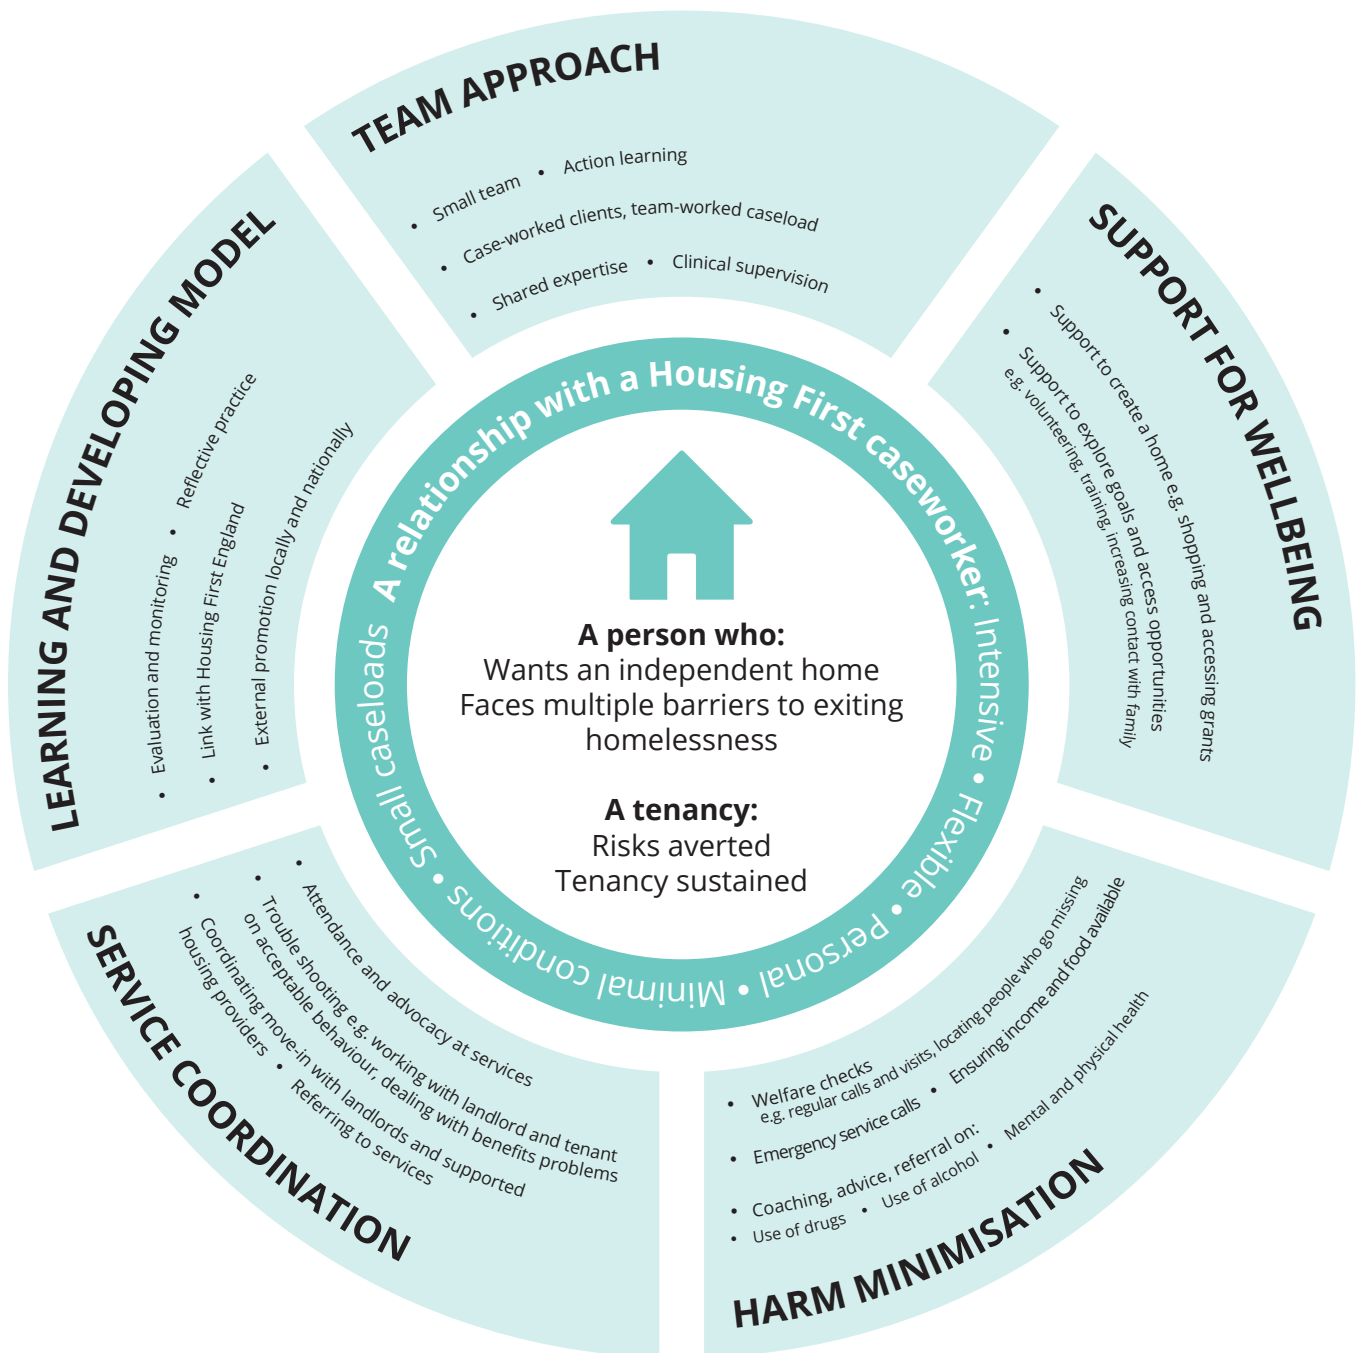 TEAM APPROACH
• Small team • Action learning
• Case-worked clients, team-worked caseload
• Shared expertise • Clinical supervision
SUPPORT FOR WELLBEING
• Support to create a home e.g. shopping and accessing grants
• Support to explore goals and access opportunities
e.g. volunteering, training, increasing contact with family
HARM MINIMISATION
• Welfare checks
e.g. regular calls and visits, locating people who go missing
• Emergency service calls • Ensuring income and food available
• Coaching, advice, referral on:
• Use of drugs • Use of alcohol • Mental and physical health
SERVICE COORDINATION
• Attendance and advocacy at services
• Trouble shooting e.g. working with landlord and tenant
on acceptable behaviour, dealing with benefits problems
• Coordinating move-in with landlords and supported
housing providers • Referring to services
LEARNING AND DEVELOPING MODEL
• Evaluation and monitoring • Reflective practice
• Link with Housing First England
• External promotion locally and nationally
A relationship with a Housing First caseworker: Intensive • Flexible • Personal • Minimal conditions • Small caseloads
A person who:
Wants an independent home
Faces multiple barriers to exiting
homelessness
A tenancy:
Risks averted
Tenancy sustained